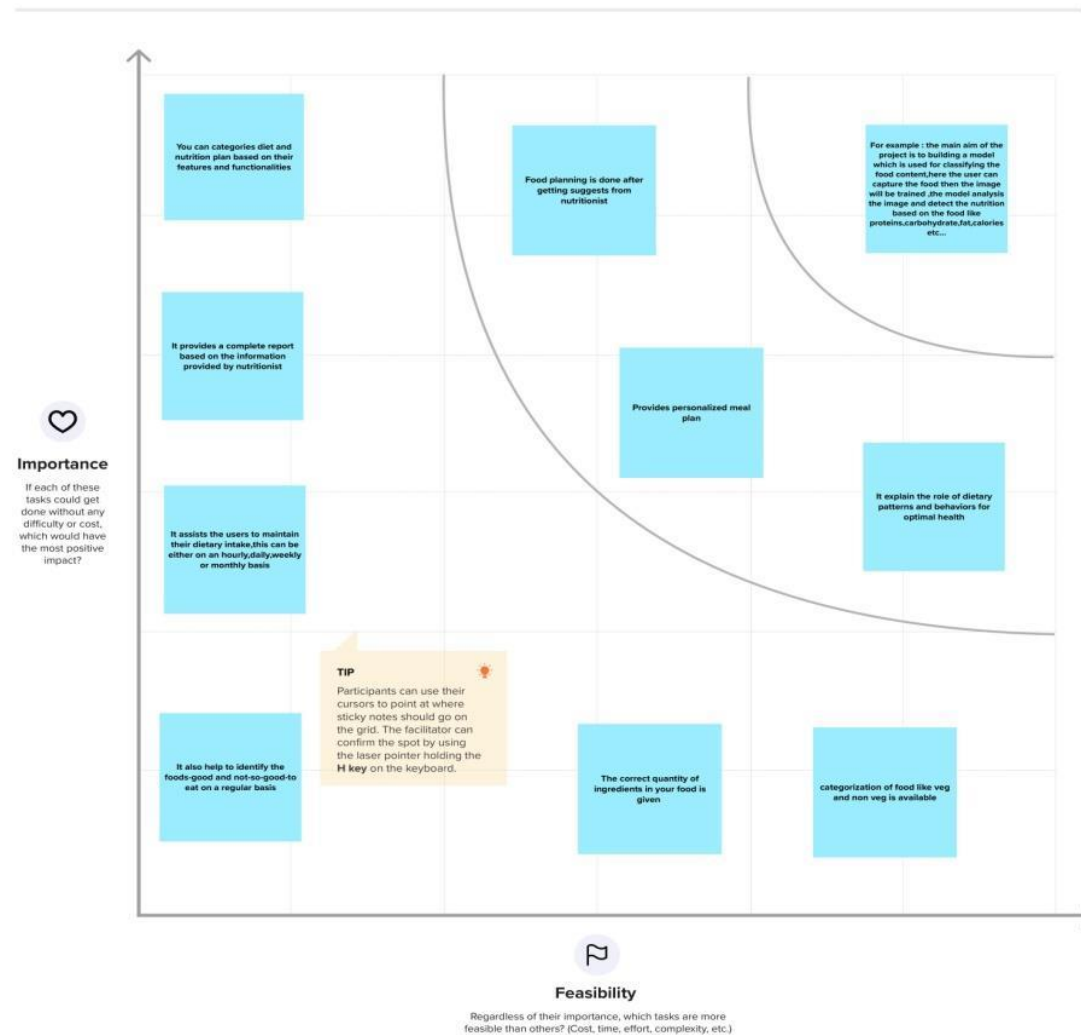 You can categories diet and
nutrition plan based on their
features and functionalities
Food planning is done after
getting suggests from
nutritionist
For example : the main aim of the
project is to building a model
which is used for classifying the
food content,here the user can
capture the food then the image
will be trained ,the model analysis
the image and detect the nutrition
based on the food like
proteins,carbohydrate,fat,calories
etc...
It provides a complete report
based on the information
provided by nutritionist
Provides personalized meal
plan
Importance
If each of these
tasks could get
done without any
difficulty or cost,
which would have
the most positive
impact?
It assists the users to maintain
their dietary intake,this can be
either on an hourly,daily,weekly
or monthly basis
It explain the role of dietary
patterns and behaviors for
optimal health
TIP
Participants can use their
cursors to point at where
sticky notes should go on
the grid. The facilitator can
confirm the spot by using
the laser pointer holding the
H key on the keyboard.
It also help to identify the
foods-good and not-so-good-to
eat on a regular basis
The correct quantity of
ingredients in your food is
given
categorization of food like veg
and non veg is available
Feasibility
Regardless of their importance, which tasks are more
feasible than others? (Cost, time, effort, complexity, etc.)